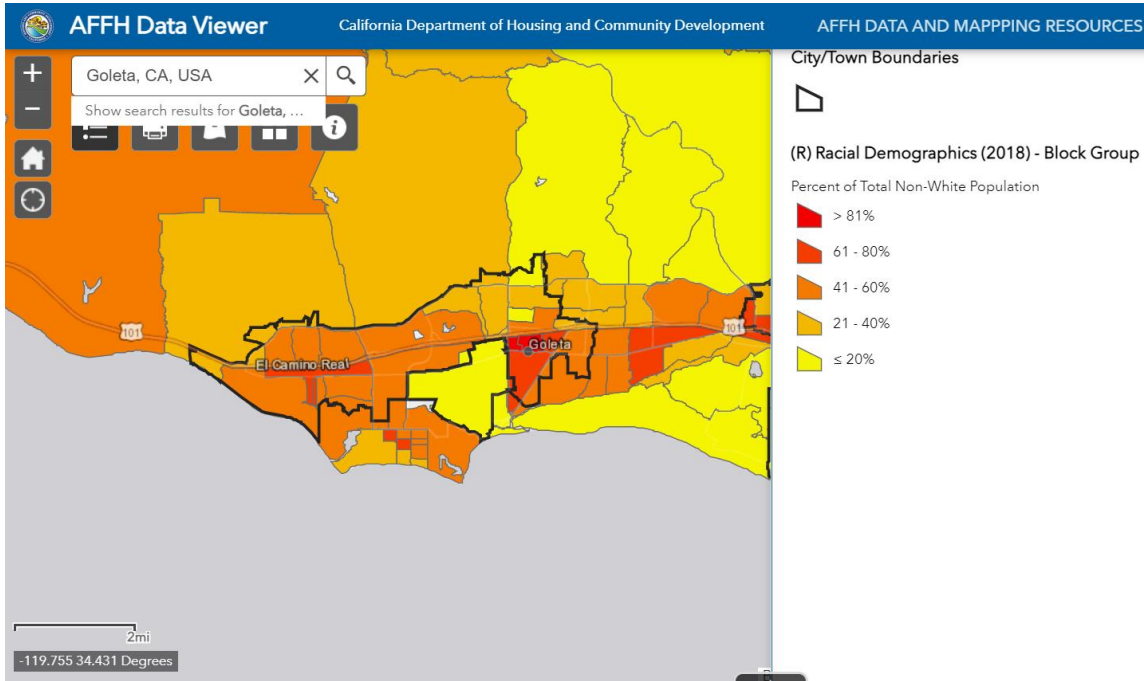 AFFH Data Viewer
California Department of Housing and Community Development
AFFH DATA AND MAPPPING RESOURCES
Goleta, CA, USA
Show search results for Goleta, ...
City/Town Boundaries
(R) Racial Demographics (2018) - Block Group
Percent of Total Non-White Population
> 81%
61 - 80%
41 - 60%
21 - 40%
≤ 20%
101
101
Goleta
El Camino Real
2mi
-119.755 34.431 Degrees